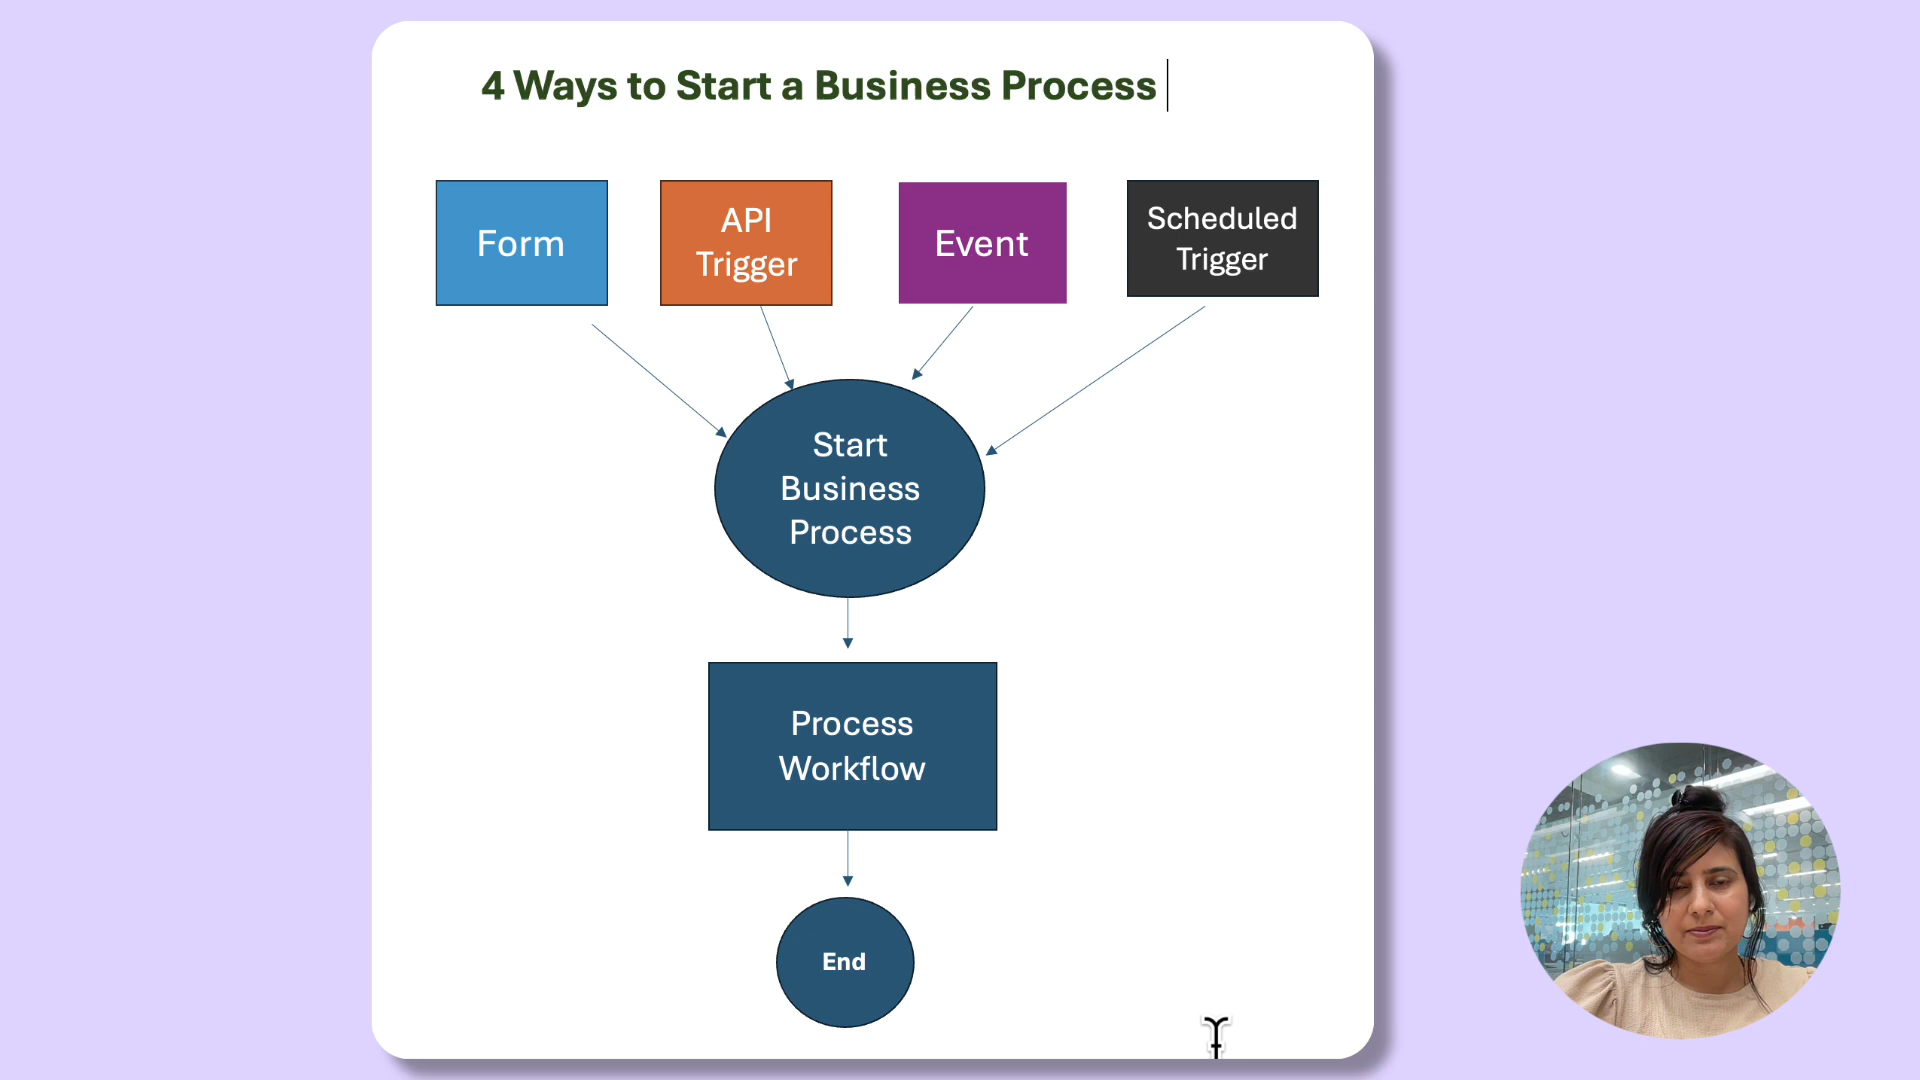 4 Ways to Start a Business Process
Form
API
Trigger
Event
Scheduled
Trigger
Start
Business
Process
Process
Workflow
End